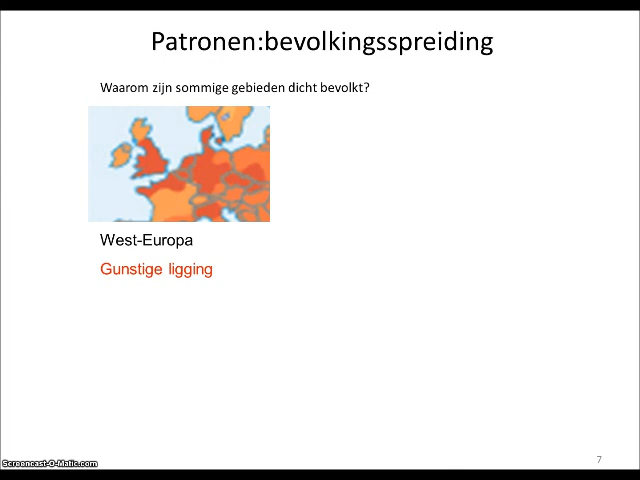 Patronen:bevolkingsspreiding
Waarom zijn sommige gebieden dicht bevolkt?
West-Europa
Gunstige ligging
7
Screencast-O-Matic.com